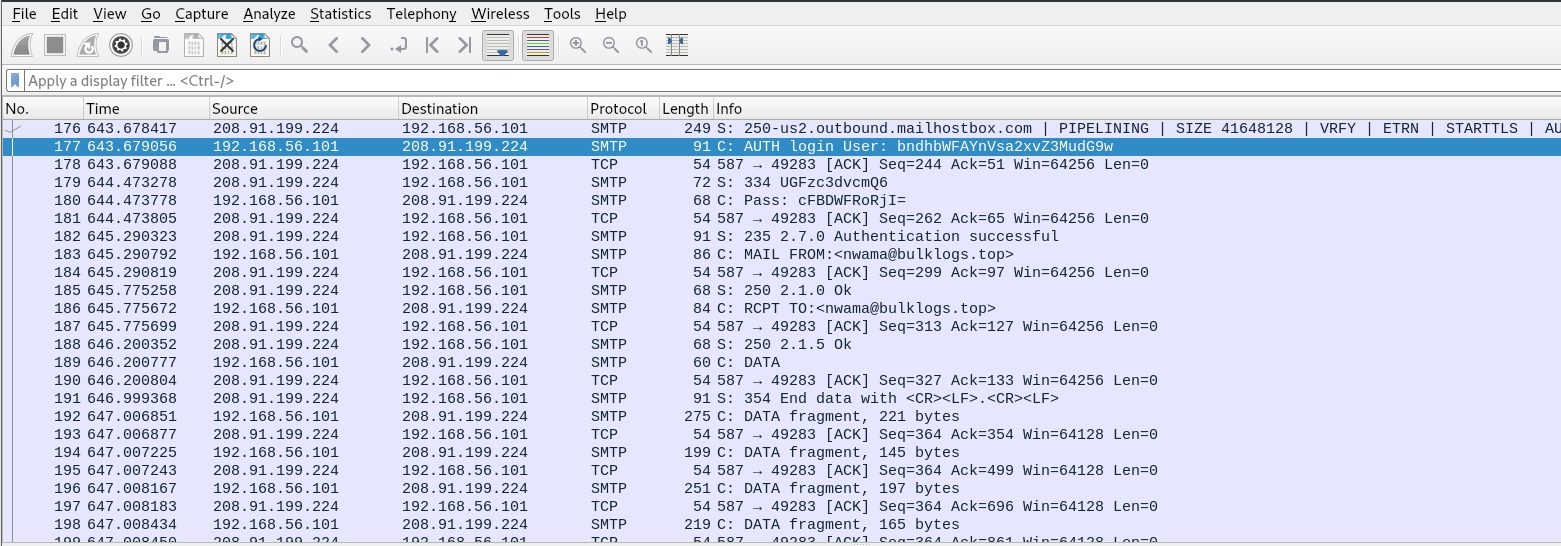 File Edit View Go Capture Analyze Statistics Telephony Wireless Tools Help
Apply a display filter ... <Ctrl-/>
No. Time Source Destination Protocol Length Info
176 643.678417 208.91.199.224 192.168.56.101 SMTP 249 S: 250-us2.outbound.mailhostbox.com | PIPELINING | SIZE 41648128 | VRFY | ETRN | STARTTLS | AU
177 643.679056 192.168.56.101 208.91.199.224 SMTP 91 C: AUTH login User: bndhbWFAYnVsa2xvZ3MudG9w
178 643.679088 208.91.199.224 192.168.56.101 TCP 54 587 → 49283 [ACK] Seq=244 Ack=51 Win=64256 Len=0
179 644.473278 208.91.199.224 192.168.56.101 SMTP 72 S: 334 UGFzc3dvcmQ6
180 644.473778 192.168.56.101 208.91.199.224 SMTP 68 C: Pass: cFBDWFRoRjI=
181 644.473805 208.91.199.224 192.168.56.101 TCP 54 587 → 49283 [ACK] Seq=262 Ack=65 Win=64256 Len=0
182 645.290323 208.91.199.224 192.168.56.101 SMTP 91 S: 235 2.7.0 Authentication successful
183 645.290792 192.168.56.101 208.91.199.224 SMTP 86 C: MAIL FROM:<nwama@bulklogs.top>
184 645.290819 208.91.199.224 192.168.56.101 TCP 54 587 → 49283 [ACK] Seq=299 Ack=97 Win=64256 Len=0
185 645.775258 208.91.199.224 192.168.56.101 SMTP 68 S: 250 2.1.0 Ok
186 645.775672 192.168.56.101 208.91.199.224 SMTP 84 C: RCPT TO:<nwama@bulklogs.top>
187 645.775699 208.91.199.224 192.168.56.101 TCP 54 587 → 49283 [ACK] Seq=313 Ack=127 Win=64256 Len=0
188 646.200352 208.91.199.224 192.168.56.101 SMTP 68 S: 250 2.1.5 Ok
189 646.200777 192.168.56.101 208.91.199.224 SMTP 60 C: DATA
190 646.200804 208.91.199.224 192.168.56.101 TCP 54 587 → 49283 [ACK] Seq=327 Ack=133 Win=64256 Len=0
191 646.999368 208.91.199.224 192.168.56.101 SMTP 91 S: 354 End data with <CR><LF>.<CR><LF>
192 647.006851 192.168.56.101 208.91.199.224 SMTP 275 C: DATA fragment, 221 bytes
193 647.006877 208.91.199.224 192.168.56.101 TCP 54 587 → 49283 [ACK] Seq=364 Ack=354 Win=64128 Len=0
194 647.007225 192.168.56.101 208.91.199.224 SMTP 199 C: DATA fragment, 145 bytes
195 647.007243 208.91.199.224 192.168.56.101 TCP 54 587 → 49283 [ACK] Seq=364 Ack=499 Win=64128 Len=0
196 647.008167 192.168.56.101 208.91.199.224 SMTP 251 C: DATA fragment, 197 bytes
197 647.008183 208.91.199.224 192.168.56.101 TCP 54 587 → 49283 [ACK] Seq=364 Ack=696 Win=64128 Len=0
198 647.008434 192.168.56.101 208.91.199.224 SMTP 219 C: DATA fragment, 165 bytes
199 647.008450 208.91.199.224 192.168.56.101 TCP 54 587 → 49283 [ACK] Seq=364 Ack=861 Win=64128 Len=0